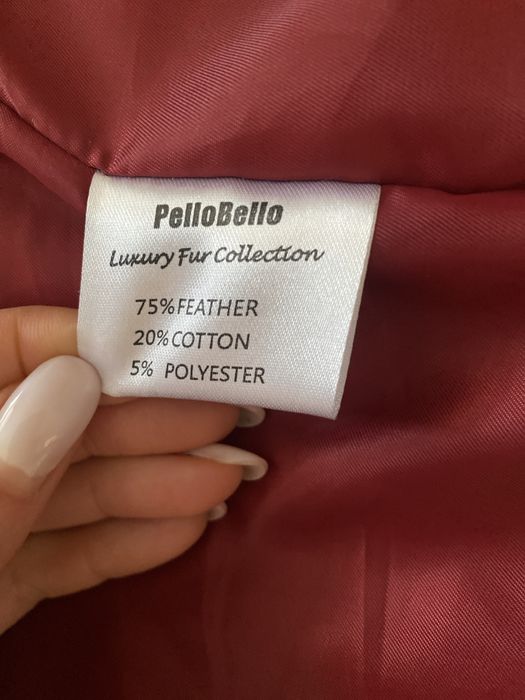 PelloBello
Luxury Fur Collection
75%FEATHER
20%COTTON
5% POLYESTER